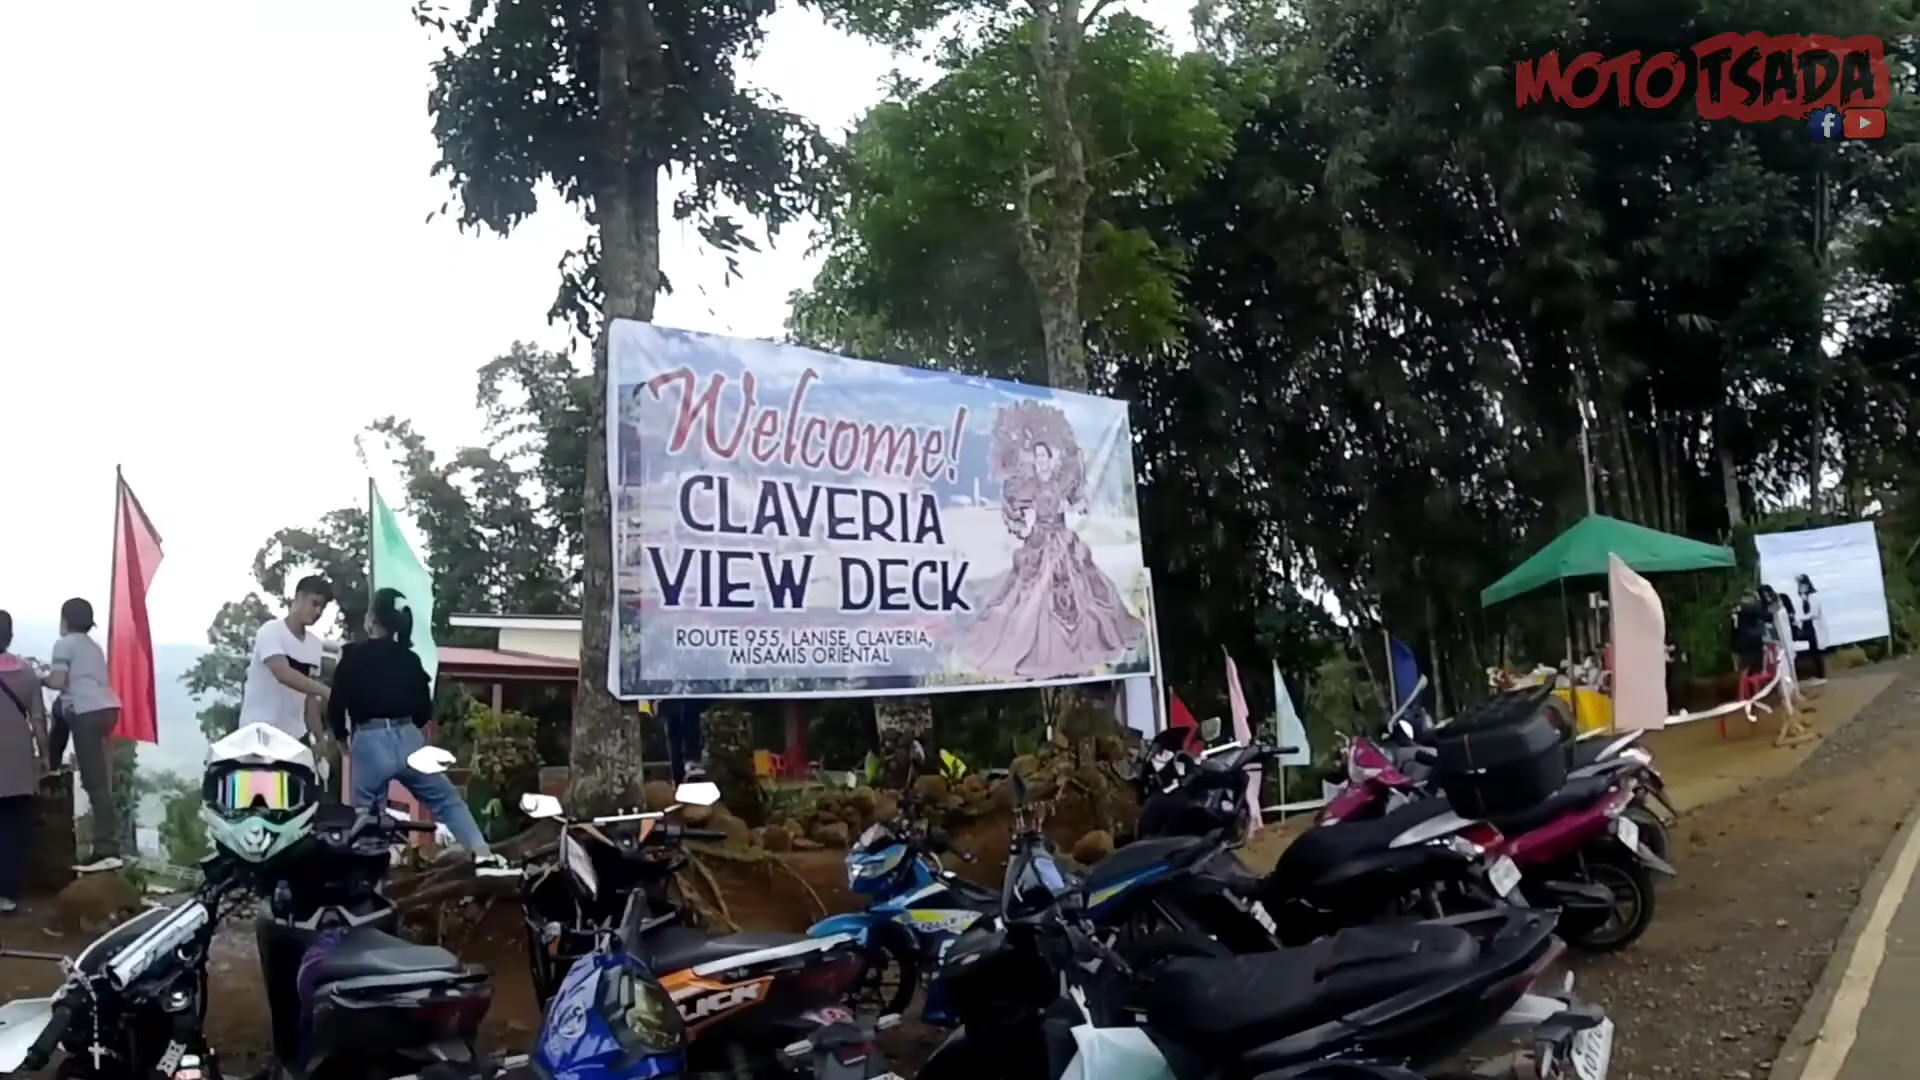 MOTO TSADA
Welcome!
CLAVERIA
VIEW DECK
ROUTE 955, LANISE, CLAVERIA,
MISAMIS ORIENTAL
CLICK